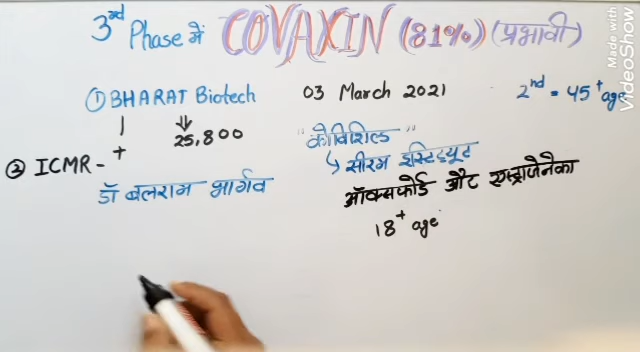 3rd Phase में COVAXIN (81%) (प्रभावी)
① BHARAT Biotech
03 March 2021
2nd = 45+ age
25,800
② ICMR - +
डॉ बलराम भार्गव
"कोविशिल्ड"
↳ सीरम इस्टिट्यूट
ऑक्सफोर्ड और एस्ट्राजेनेका
18+ age
Made with
VideoShow